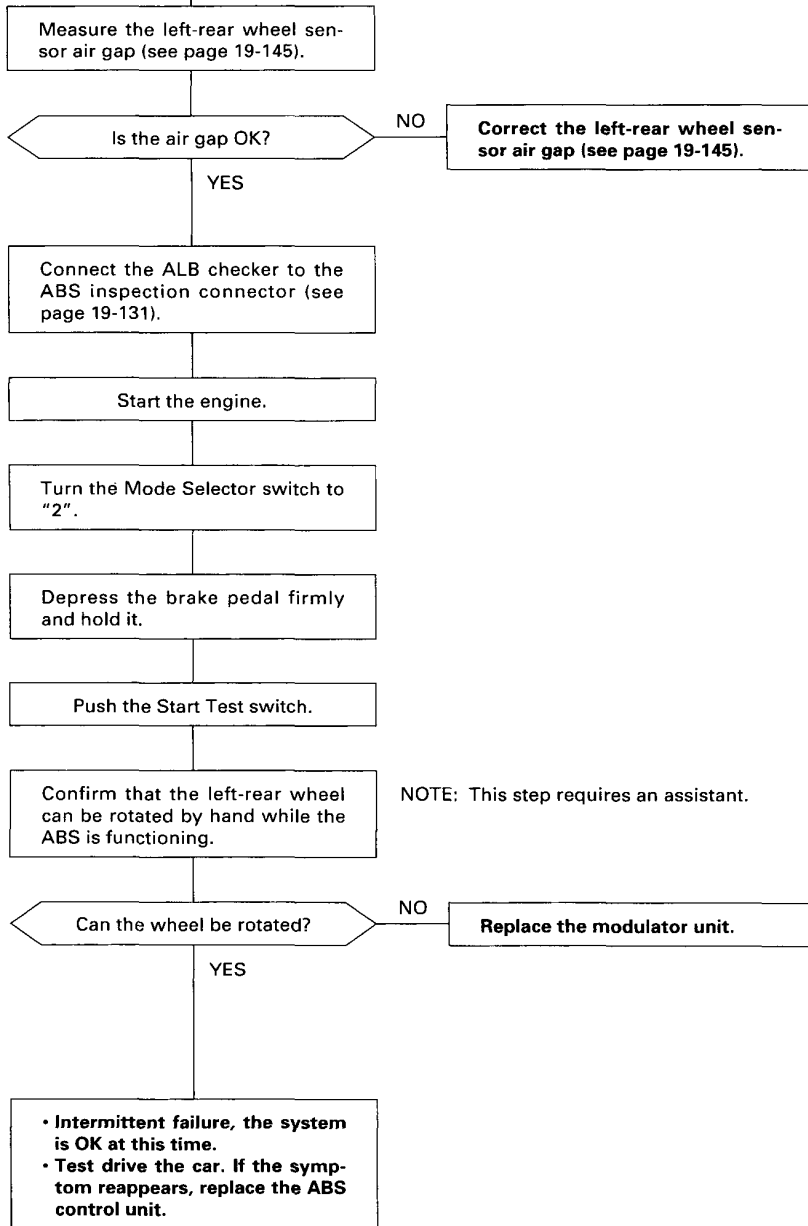 Measure the left-rear wheel sen-
sor air gap (see page 19-145).
Is the air gap OK?
NO
Correct the left-rear wheel sen-
sor air gap (see page 19-145).
YES
Connect the ALB checker to the
ABS inspection connector (see
page 19-131).
Start the engine.
Turn the Mode Selector switch to
"2".
Depress the brake pedal firmly
and hold it.
Push the Start Test switch.
Confirm that the left-rear wheel
can be rotated by hand while the
ABS is functioning.
NOTE: This step requires an assistant.
Can the wheel be rotated?
NO
Replace the modulator unit.
YES
• Intermittent failure, the system
is OK at this time.
• Test drive the car. If the symp-
tom reappears, replace the ABS
control unit.